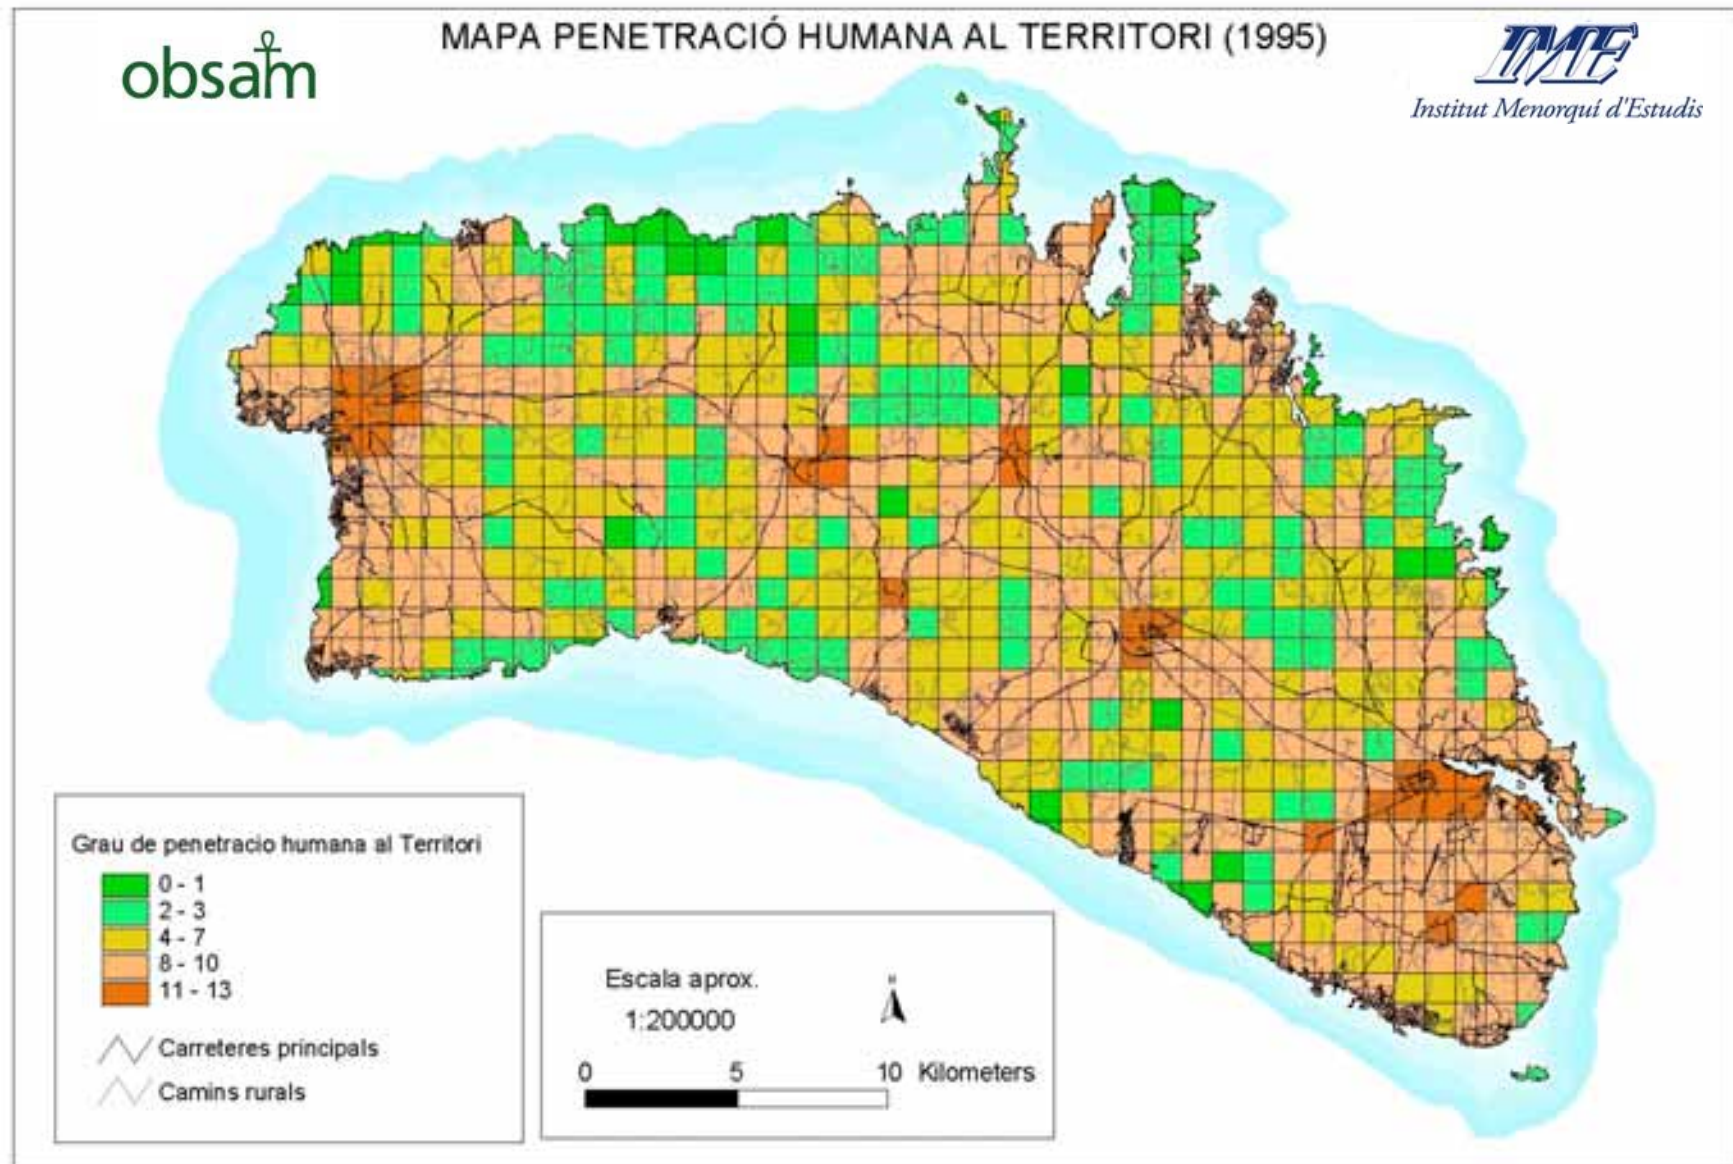 MAPA PENETRACIÓ HUMANA AL TERRITORI (1995)
obsam
IME
Institut Menorquí d'Estudis
Grau de penetracio humana al Territori
0 - 1
2 - 3
4 - 7
8 - 10
11 - 13
Carreteres principals
Camins rurals
Escala aprox.
1:200000
N
0 5 10 Kilometers